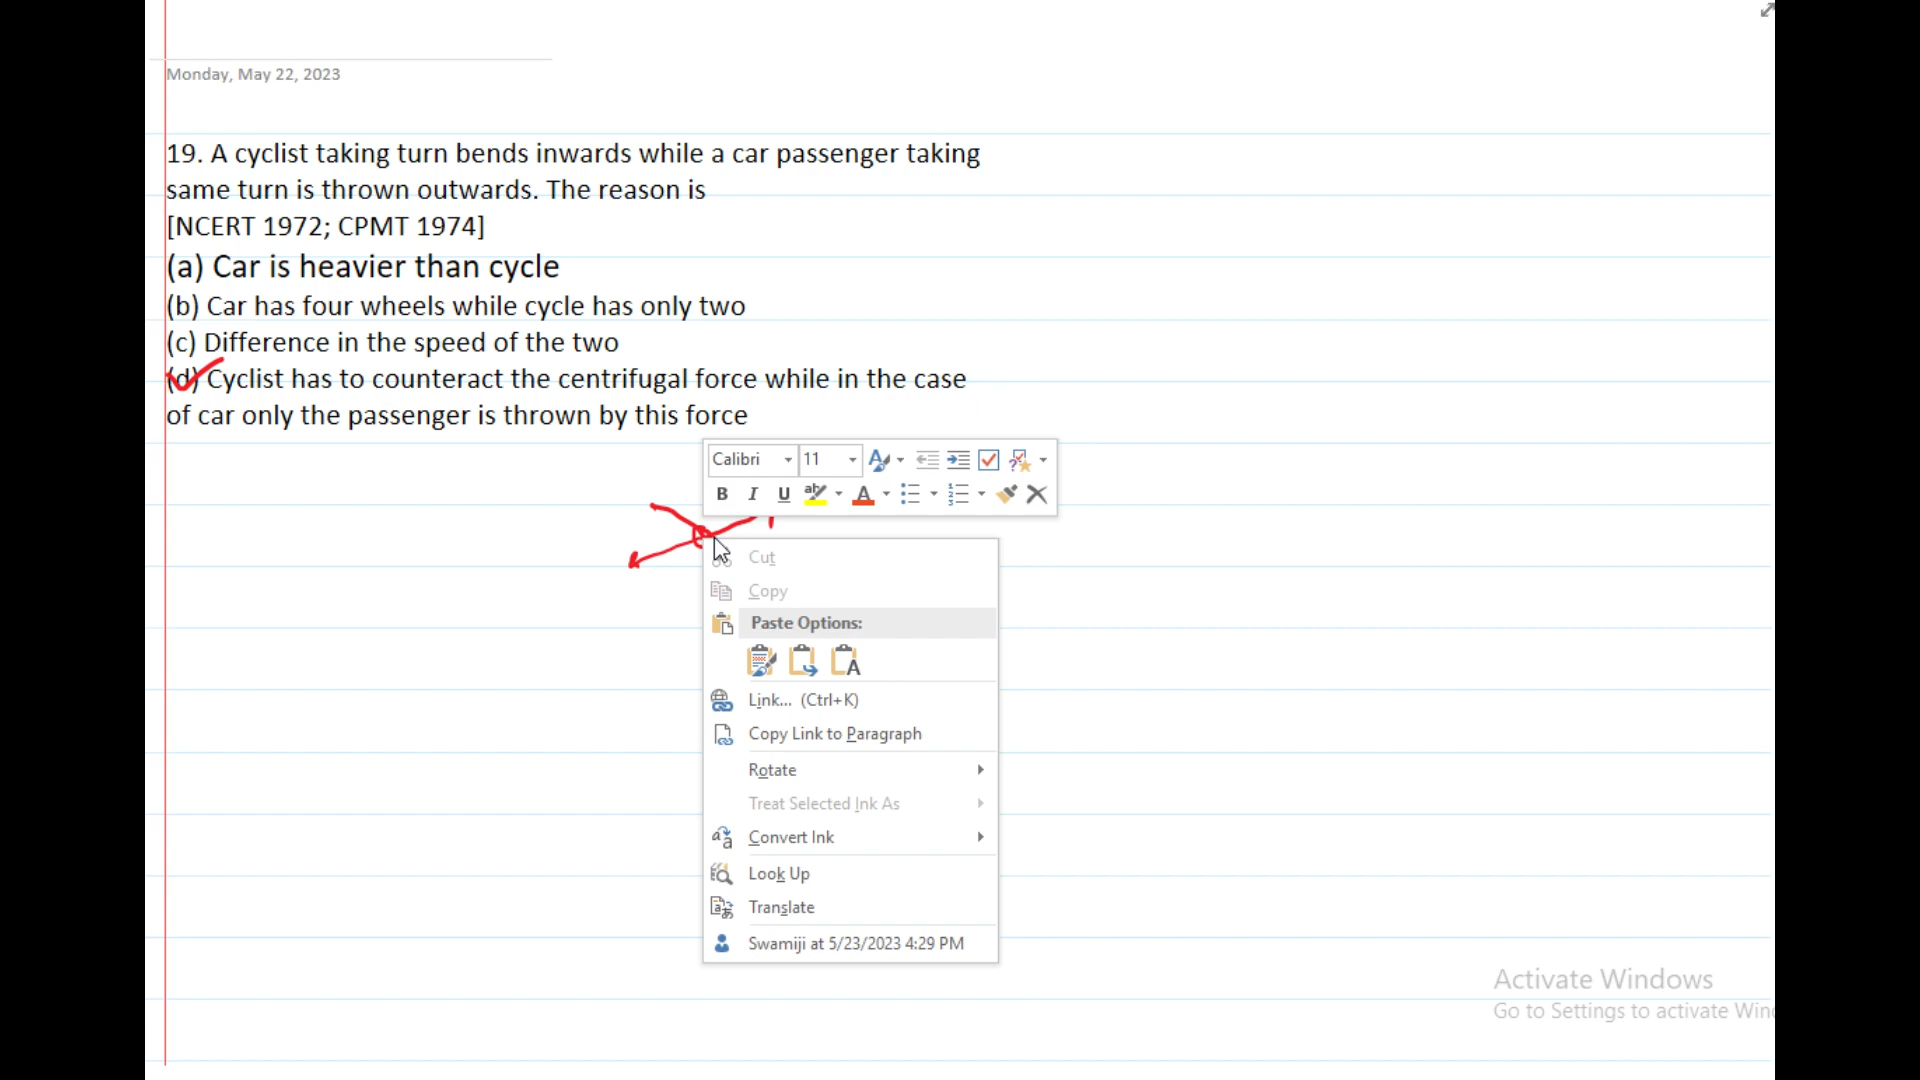 Monday, May 22, 2023
19. A cyclist taking turn bends inwards while a car passenger taking
same turn is thrown outwards. The reason is
[NCERT 1972; CPMT 1974]
(a) Car is heavier than cycle
(b) Car has four wheels while cycle has only two
(c) Difference in the speed of the two
(d) Cyclist has to counteract the centrifugal force while in the case
of car only the passenger is thrown by this force
Calibri 11
B I U ab A
Cut
Copy
Paste Options:
Link... (Ctrl+K)
Copy Link to Paragraph
Rotate
Treat Selected Ink As
Convert Ink
Look Up
Translate
Swamiji at 5/23/2023 4:29 PM
Activate Windows
Go to Settings to activate Win